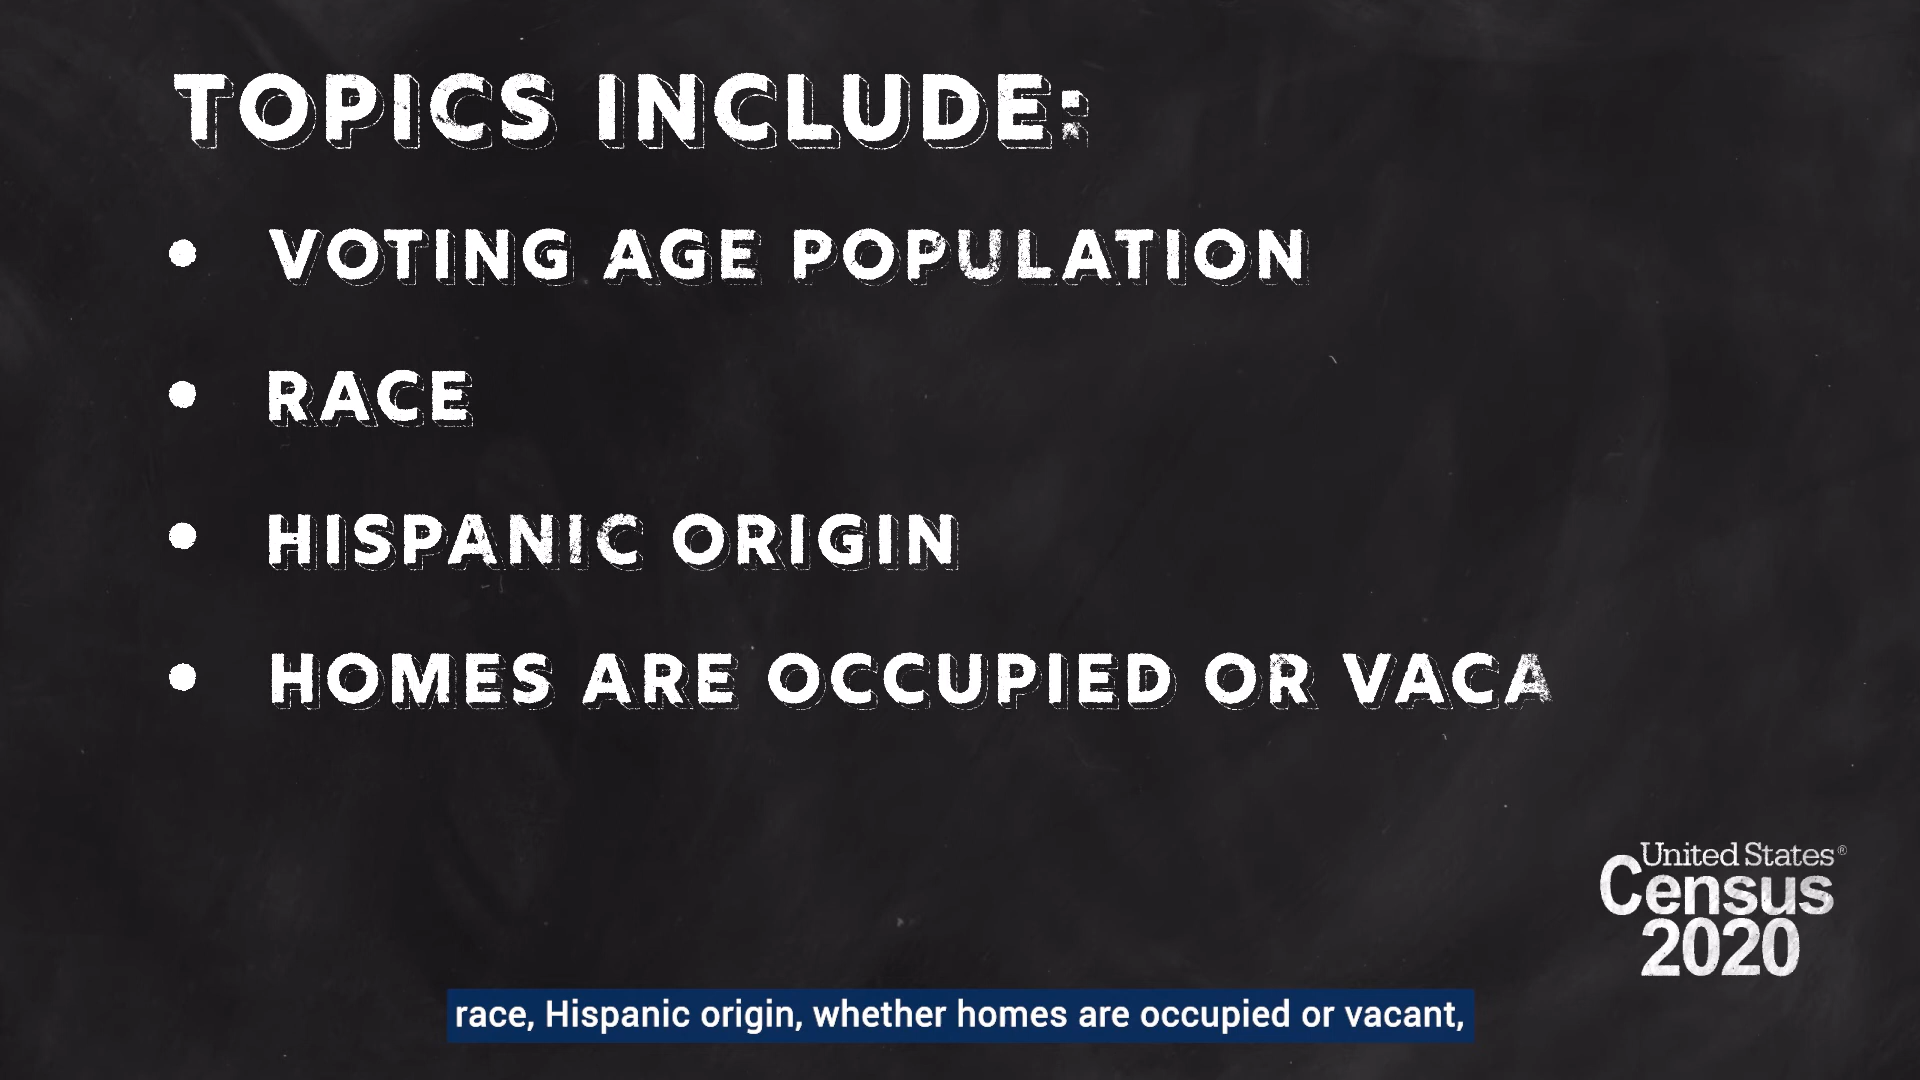 TOPICS INCLUDE:
• VOTING AGE POPULATION
• RACE
• HISPANIC ORIGIN
• HOMES ARE OCCUPIED OR VACA
United States®
Census
2020
race, Hispanic origin, whether homes are occupied or vacant,